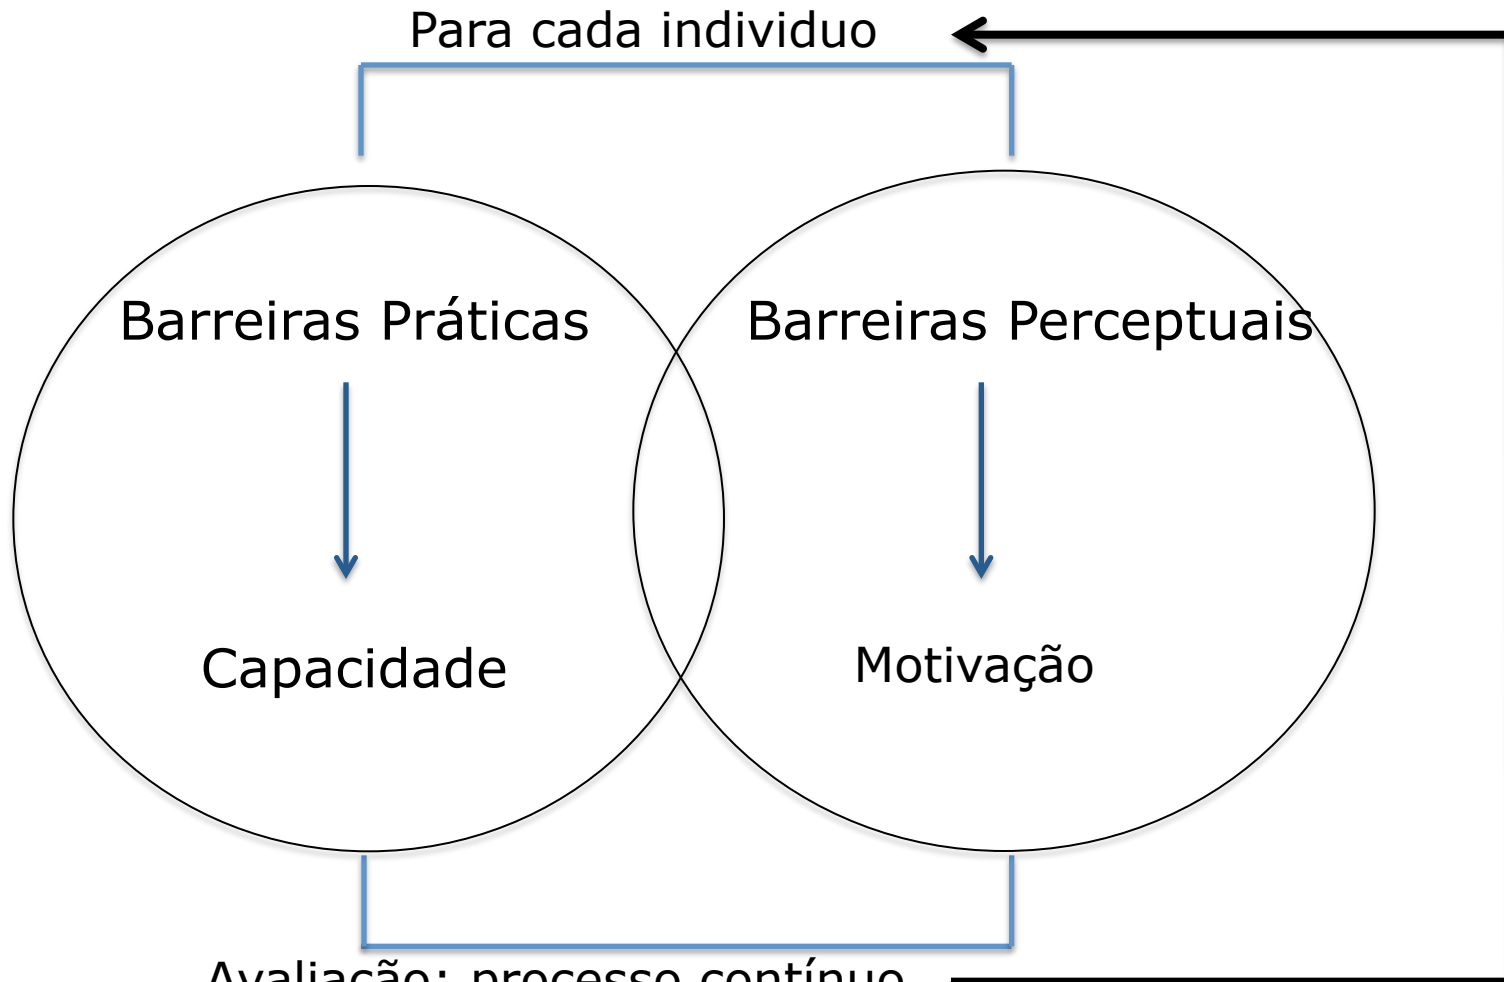 Para cada individuo
Barreiras Práticas
Barreiras Perceptuais
Capacidade
Motivação
Avaliação: processo contínuo